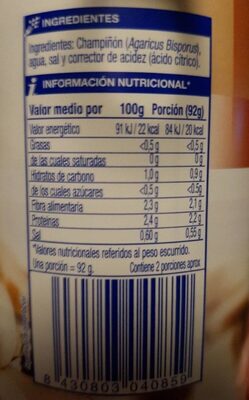 INGREDIENTES
Ingredientes: Champiñón (Agaricus Bisporus),
agua, sal y corrector de acidez (ácido cítrico).
INFORMACIÓN NUTRICIONAL*
Valor medio por 100g Porción (92g)
Valor energético 91 kJ / 22 kcal 84 kJ / 20 kcal
Grasas <0,5 g <0,5 g
de las cuales saturadas 0 g 0 g
Hidratos de carbono 1,0 g 0,9 g
de los cuales azúcares <0,5 g <0,5g
Fibra alimentaria 2,3 g 2,1 g
Proteínas 2,4 g 2,2 g
Sal 0,60 g 0,55 g
*Valores nutricionales referidos al peso escurrido.
Una porción = 92 g. Contiene 2 porciones aprox
8 430803 040859